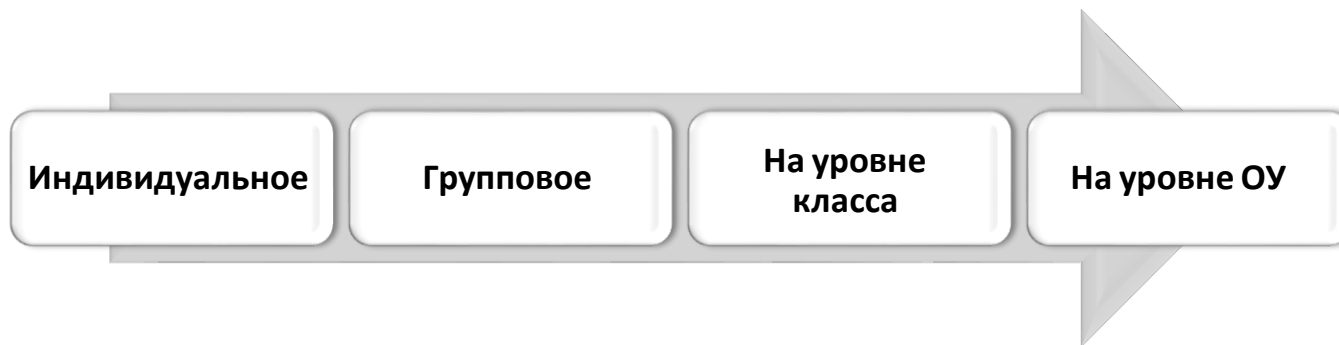 Индивидуальное
Групповое
На уровне
класса
На уровне ОУ